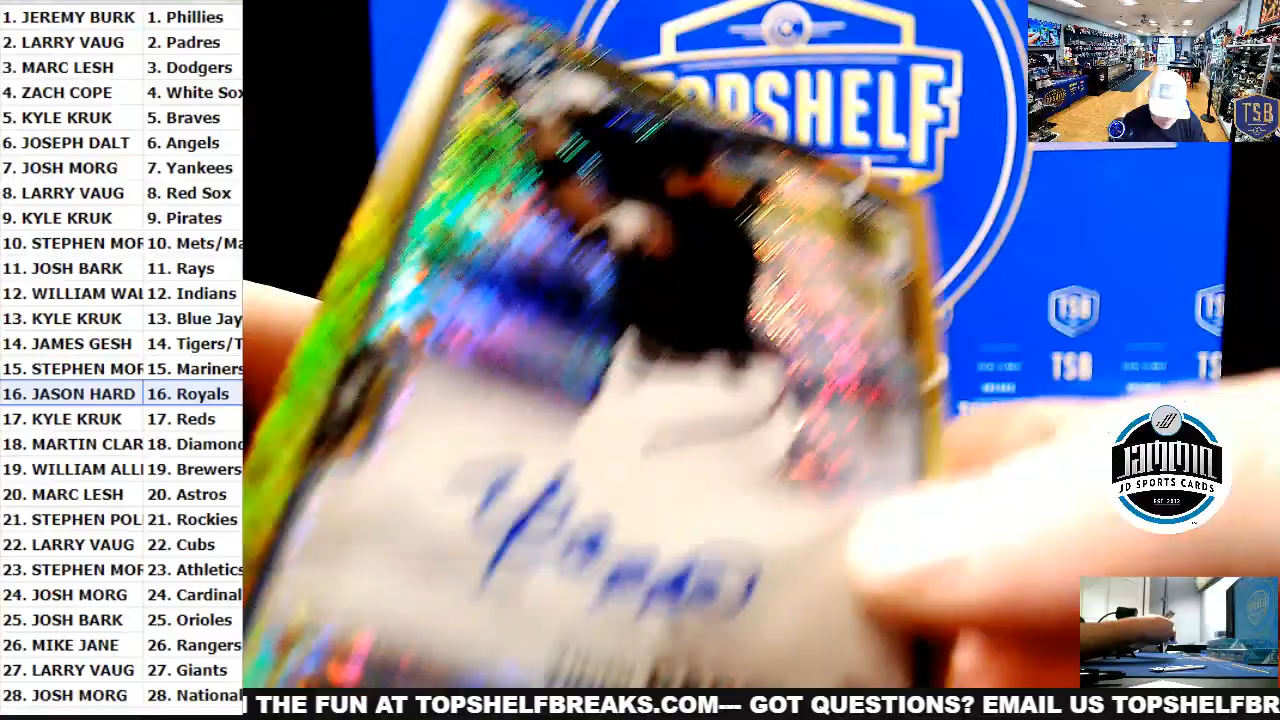 1. JEREMY BURK 1. Phillies
2. LARRY VAUG 2. Padres
3. MARC LESH 3. Dodgers
4. ZACH COPE 4. White Sox
5. KYLE KRUK 5. Braves
6. JOSEPH DALT 6. Angels
7. JOSH MORG 7. Yankees
8. LARRY VAUG 8. Red Sox
9. KYLE KRUK 9. Pirates
10. STEPHEN MOR 10. Mets/Ma
11. JOSH BARK 11. Rays
12. WILLIAM WAL 12. Indians
13. KYLE KRUK 13. Blue Jay
14. JAMES GESH 14. Tigers/T
15. STEPHEN MOR 15. Mariners
16. JASON HARD 16. Royals
17. KYLE KRUK 17. Reds
18. MARTIN CLAR 18. Diamond
19. WILLIAM ALLI 19. Brewers
20. MARC LESH 20. Astros
21. STEPHEN POL 21. Rockies
22. LARRY VAUG 22. Cubs
23. STEPHEN MOR 23. Athletics
24. JOSH MORG 24. Cardinal
25. JOSH BARK 25. Orioles
26. MIKE JANE 26. Rangers
27. LARRY VAUG 27. Giants
28. JOSH MORG 28. National
OPSHELF
TSB
TSB
TSB
JAMMIN
JD SPORTS CARDS
EST. 2012
THE FUN AT TOPSHELFBREAKS.COM--- GOT QUESTIONS? EMAIL US TOPSHELFBR